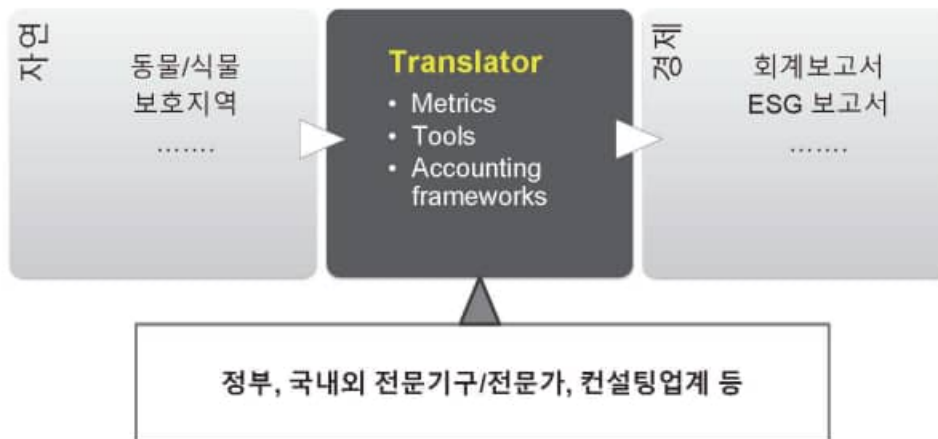 자연
동물/식물
보호지역
.......
Translator
• Metrics
• Tools
• Accounting
frameworks
경제
회계보고서
ESG 보고서
.......
정부, 국내외 전문기구/전문가, 컨설팅업계 등